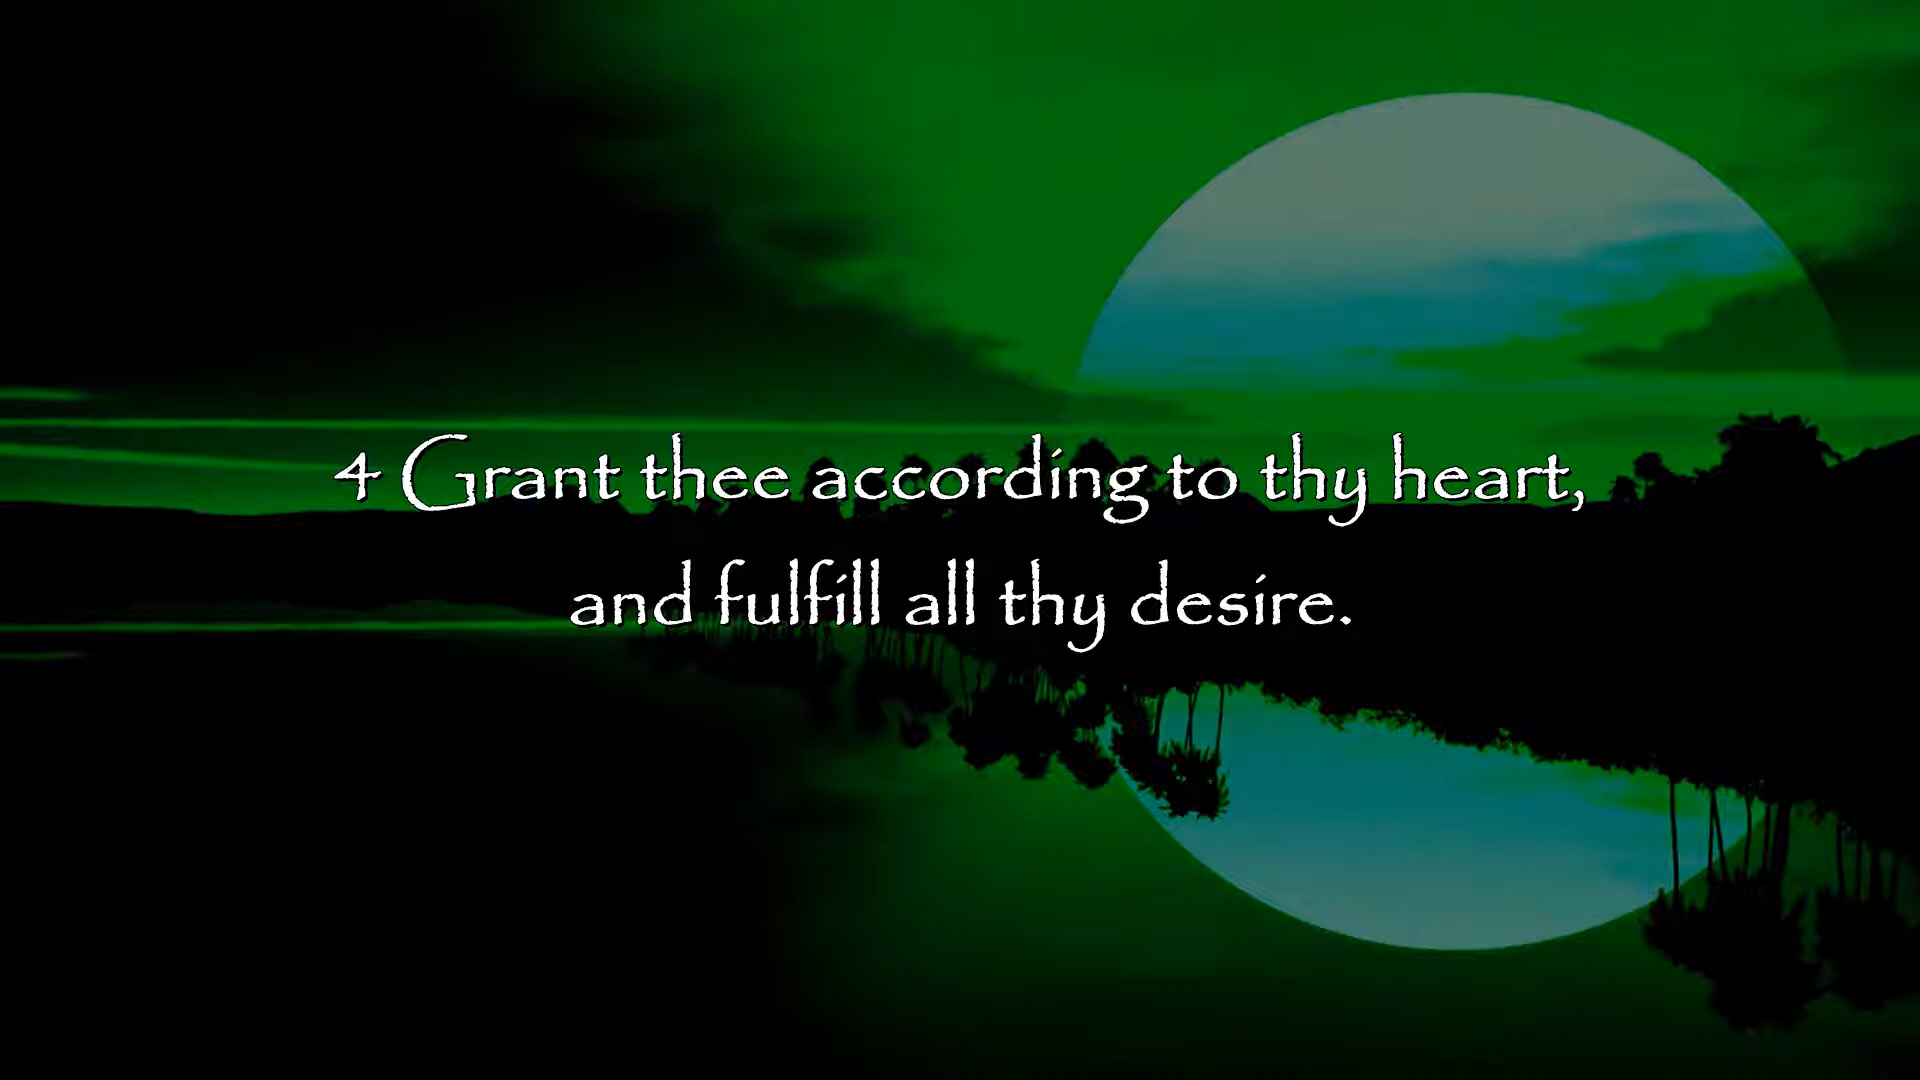 4 Grant thee according to thy heart,
and fulfill all thy desire.